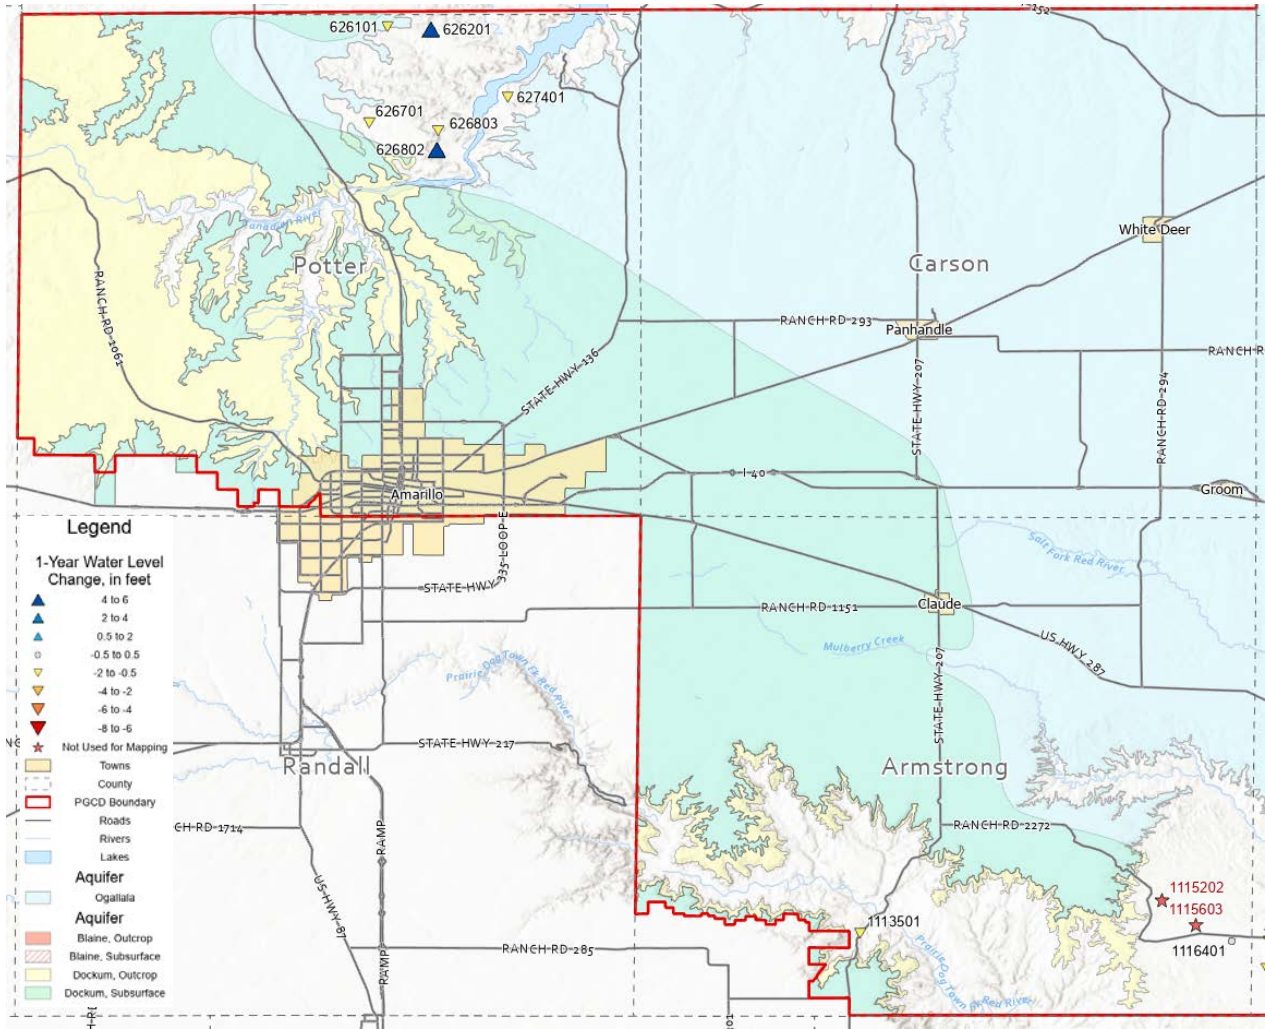 152
626101
626201
627401
626701
626803
626802
Canadian River
White Deer
Potter
Carson
RANCH-RD-1061
RANCH RD 293
Panhandle
RANCH R
STATE-HWY-136
STATE-HWY-207
RANCH-RD-294
I 40
Amarillo
Groom
Legend
1-Year Water Level
Change, in feet
4 to 6
2 to 4
0.5 to 2
-0.5 to 0.5
-2 to -0.5
-4 to -2
-6 to -4
-8 to -6
Not Used for Mapping
Towns
County
PGCD Boundary
Roads
Rivers
Lakes
Aquifer
Ogallala
Aquifer
Blaine, Outcrop
Blaine, Subsurface
Dockum, Outcrop
Dockum, Subsurface
335-LOOP-E
STATE-HWY
Salt Fork Red River
RANCH-RD 1151
Claude
Mulberry Creek
US-HWY-287
Prairie Dog Town Fk Red River
STATE-HWY-207
STATE-HWY 217
Randall
Armstrong
CH-RD 1714
RAMP
RANCH-RD 2272
US-HWY-87
1115202
1115603
1113501
1116401
RANCH-RD 285
RAMP
Prairie Dog Town Fk Red River